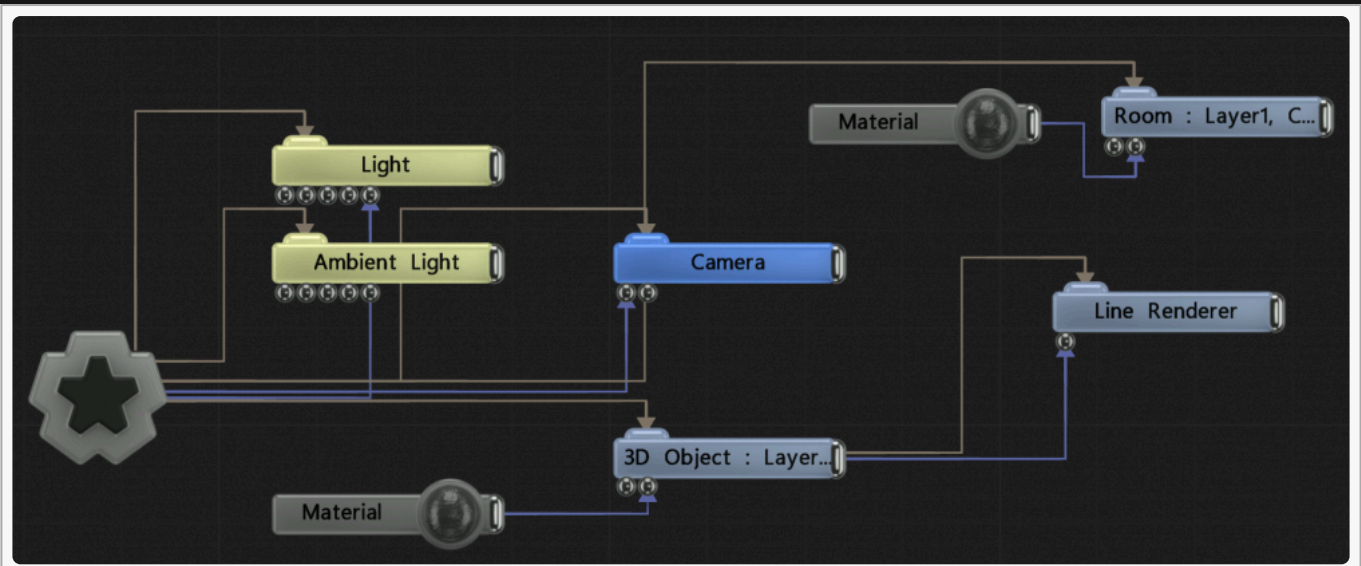 Material
Room : Layer1, C...
Light
Ambient Light
Camera
Line Renderer
3D Object : Layer...
Material